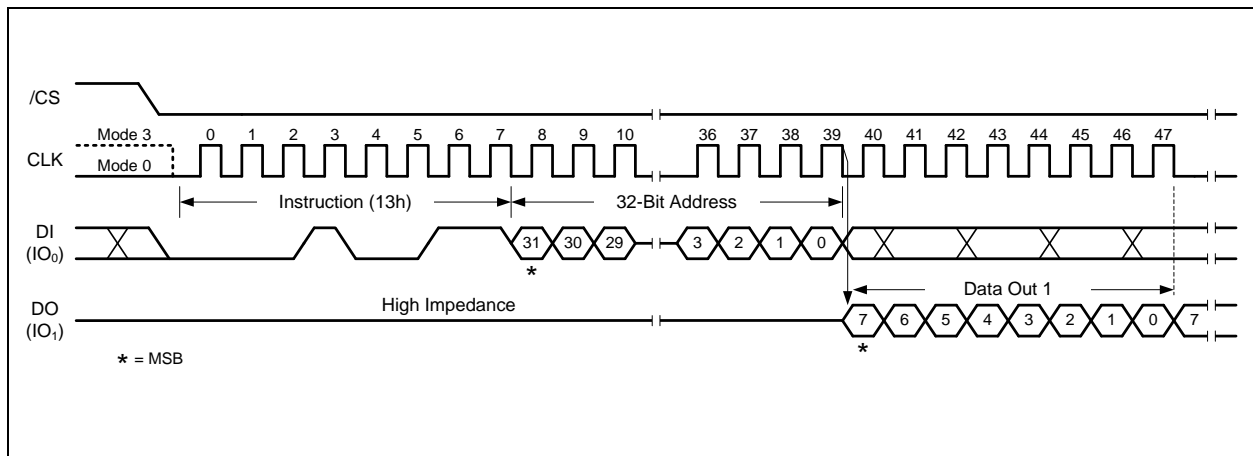 /CS
Mode 3 0 1 2 3 4 5 6 7 8 9 10 36 37 38 39 40 41 42 43 44 45 46 47
CLK
Mode 0
Instruction (13h) 32-Bit Address
DI
(IO₀)
31 30 29 3 2 1 0
*
Data Out 1
High Impedance
DO
(IO₁)
7 6 5 4 3 2 1 0 7
*
* = MSB